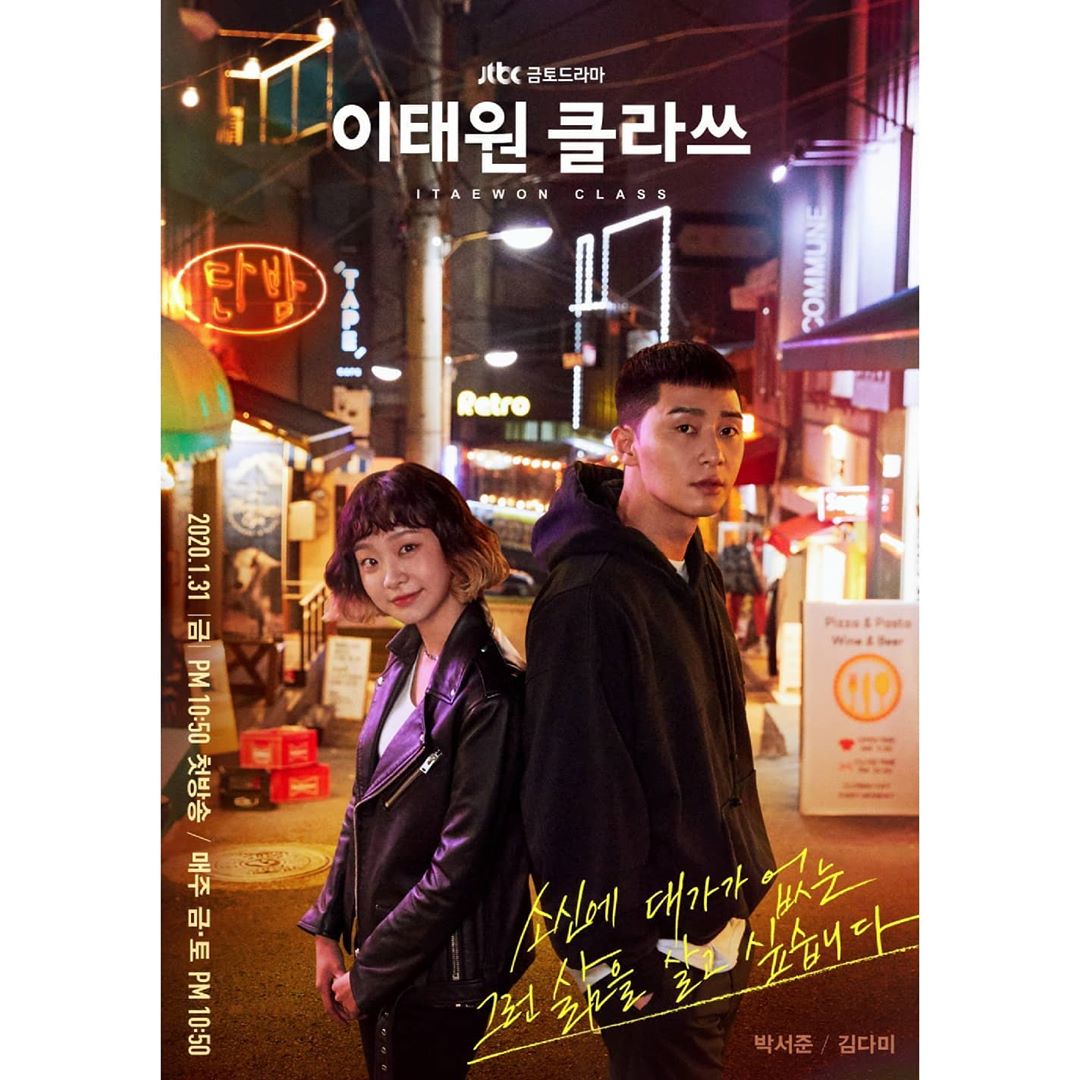 jtbc 금토드라마
이태원 클라쓰
ITAEWON CLASS
단밤
"TAPE"
COMMUNE
Retro
Pizza & Pasta
Wine & Beer
2020.1.31 |금| PM 10:50 첫방송 / 매주 금·토 PM 10:50
소신에 대가가 없는
그런 삶을 살고 싶습니다
박서준 / 김다미